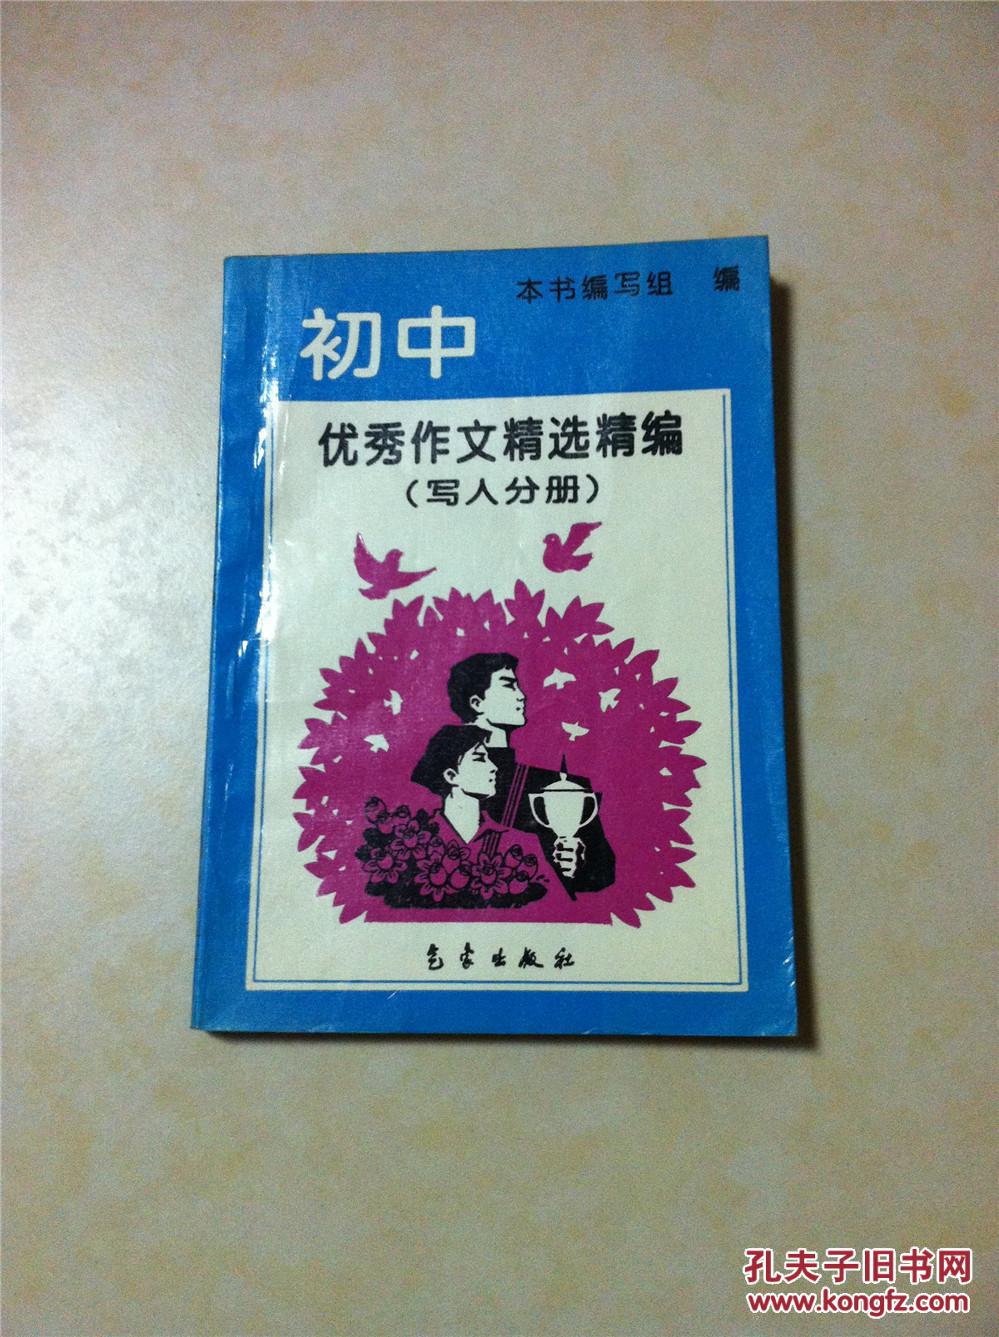 本书编写组 编
初中
优秀作文精选精编
(写人分册)
气象出版社
孔夫子旧书网
www.kongfz.com